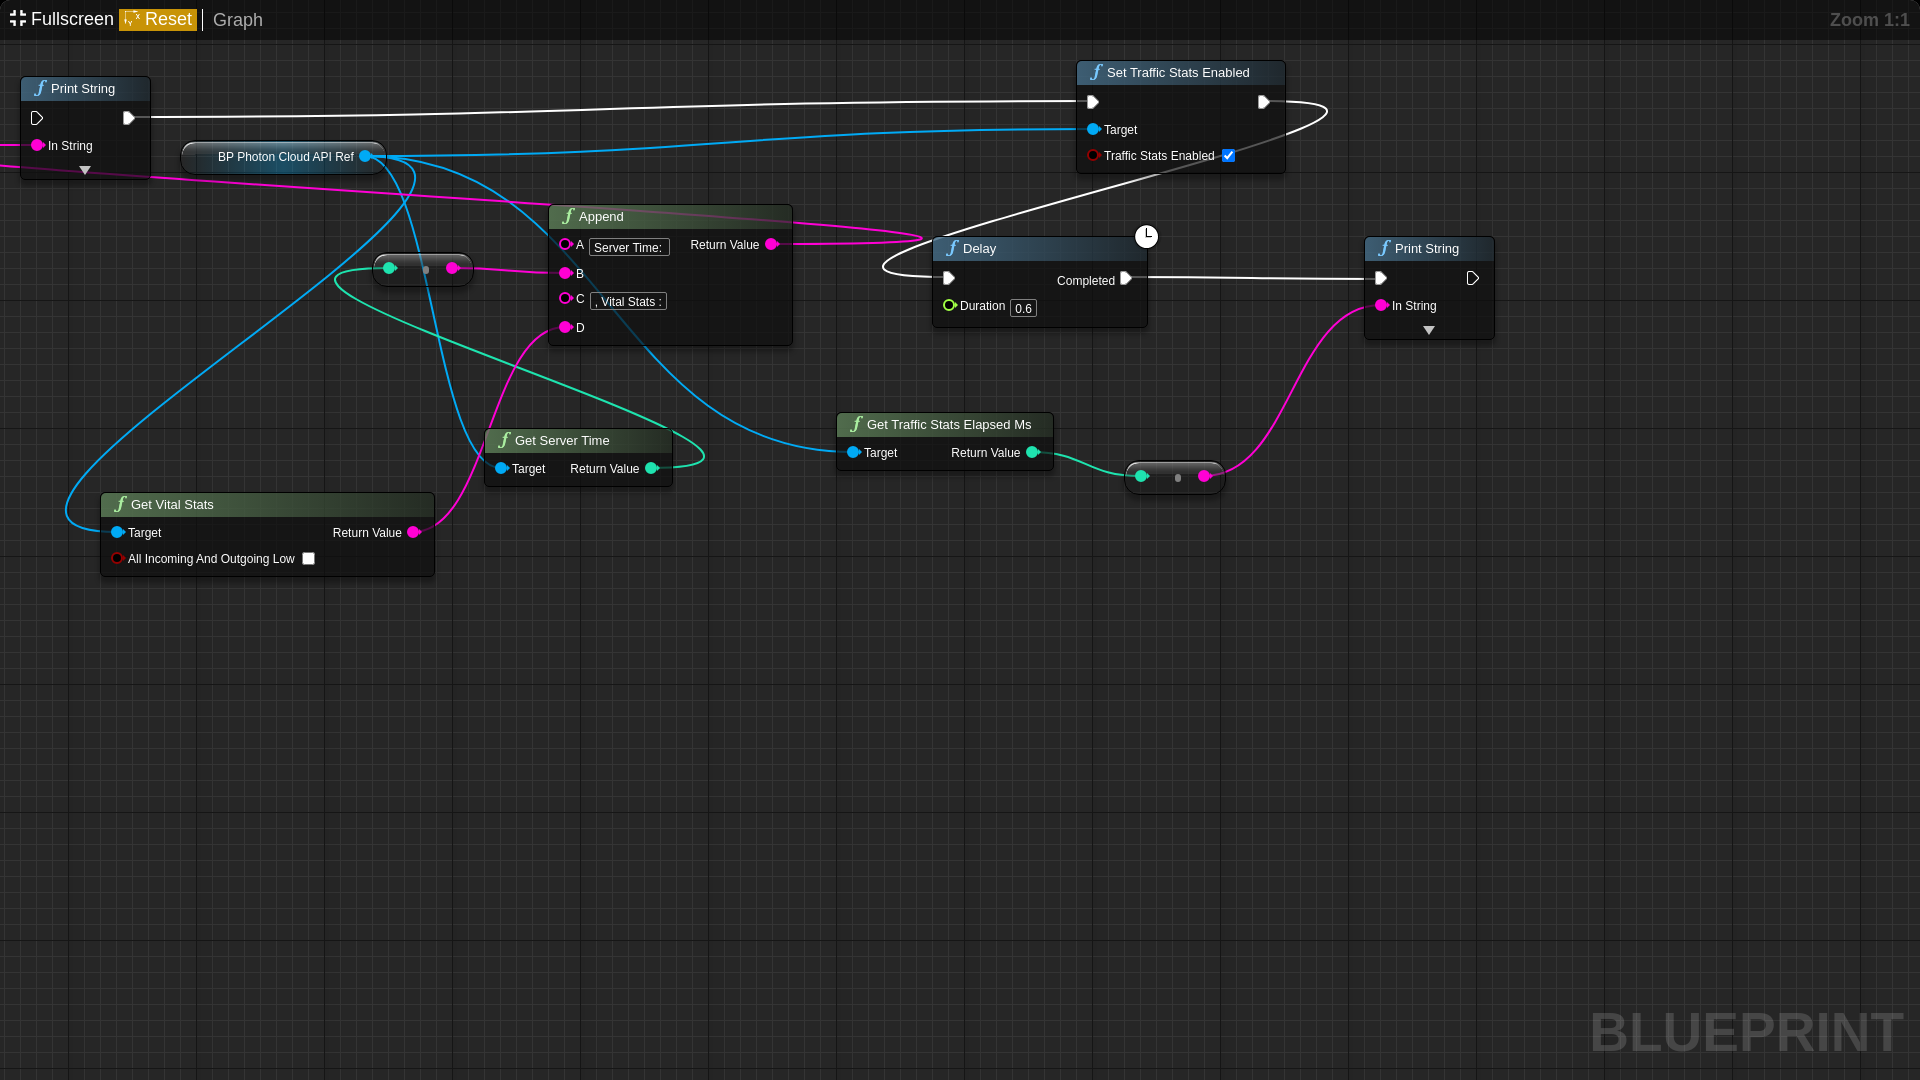 Fullscreen Reset Graph Zoom 1:1
Print String
In String
BP Photon Cloud API Ref
Set Traffic Stats Enabled
Target
Traffic Stats Enabled
Append
A Server Time: Return Value
B
C , Vital Stats :
D
Delay
Completed
Duration 0.6
Print String
In String
Get Server Time
Target Return Value
Get Traffic Stats Elapsed Ms
Target Return Value
Get Vital Stats
Target Return Value
All Incoming And Outgoing Low
BLUEPRINT